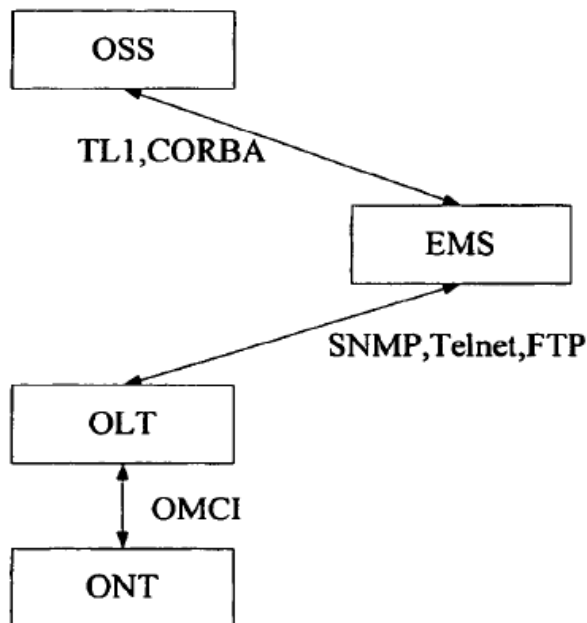 OSS
TL1,CORBA
EMS
SNMP,Telnet,FTP
OLT
OMCI
ONT